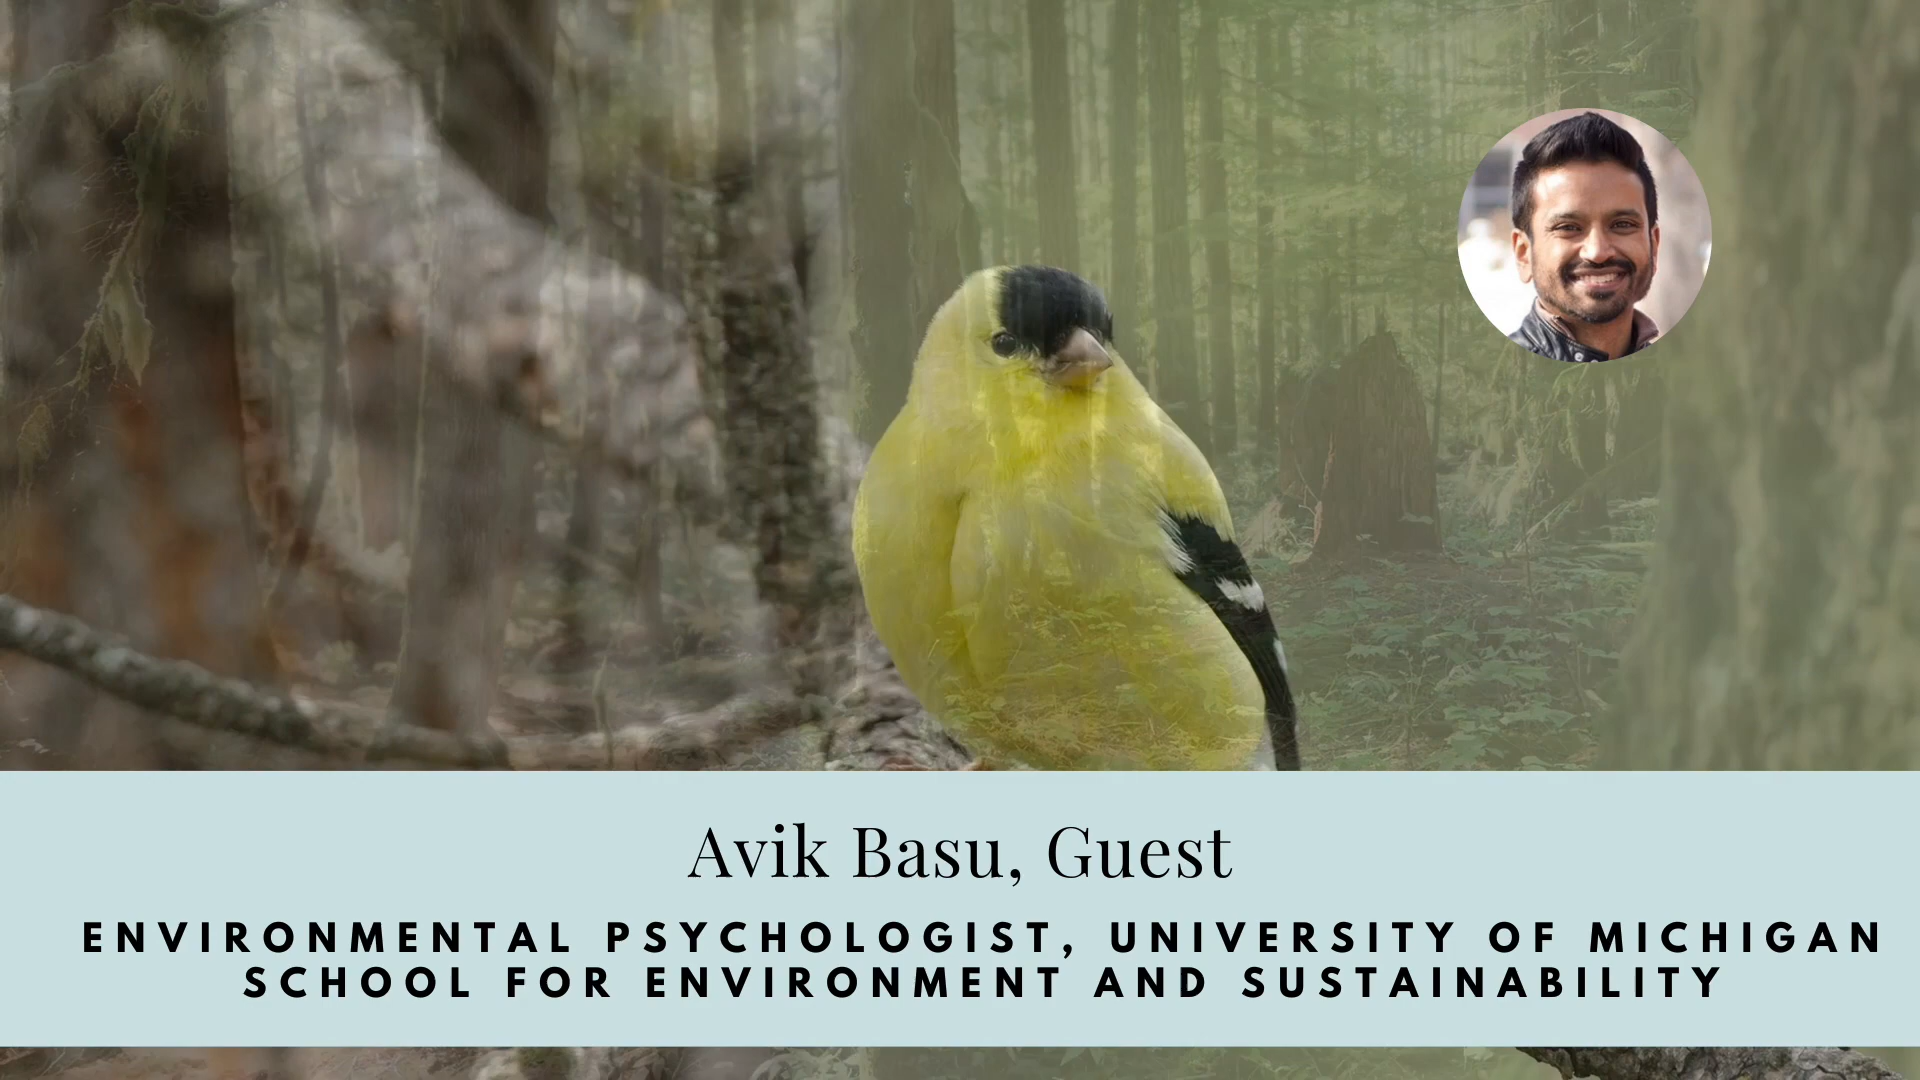 Avik Basu, Guest
ENVIRONMENTAL PSYCHOLOGIST, UNIVERSITY OF MICHIGAN
SCHOOL FOR ENVIRONMENT AND SUSTAINABILITY